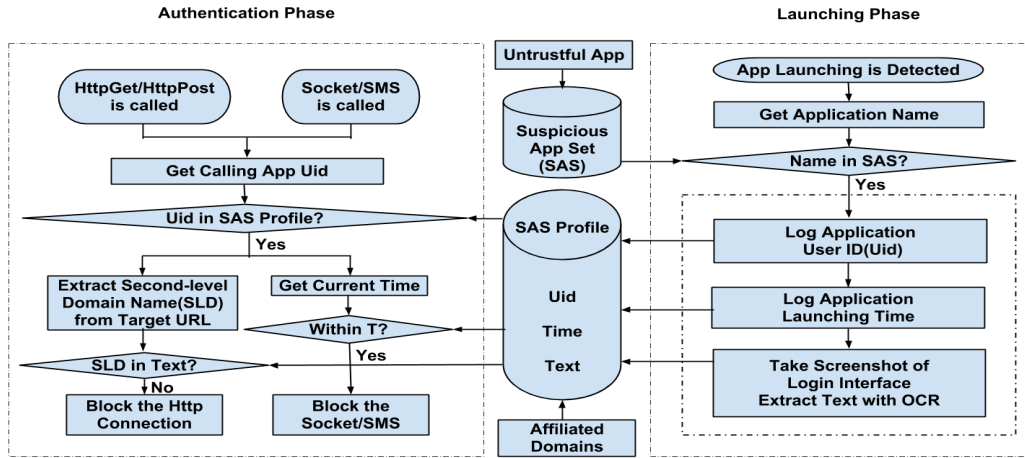 Authentication Phase
Launching Phase
HttpGet/HttpPost
is called
Socket/SMS
is called
Get Calling App Uid
Uid in SAS Profile?
Yes
Extract Second-level
Domain Name(SLD)
from Target URL
Get Current Time
Within T?
Yes
SLD in Text?
No
Block the Http
Connection
Block the
Socket/SMS
Untrustful App
Suspicious
App Set
(SAS)
SAS Profile
Uid
Time
Text
Affiliated
Domains
App Launching is Detected
Get Application Name
Name in SAS?
Yes
Log Application
User ID(Uid)
Log Application
Launching Time
Take Screenshot of
Login Interface
Extract Text with OCR